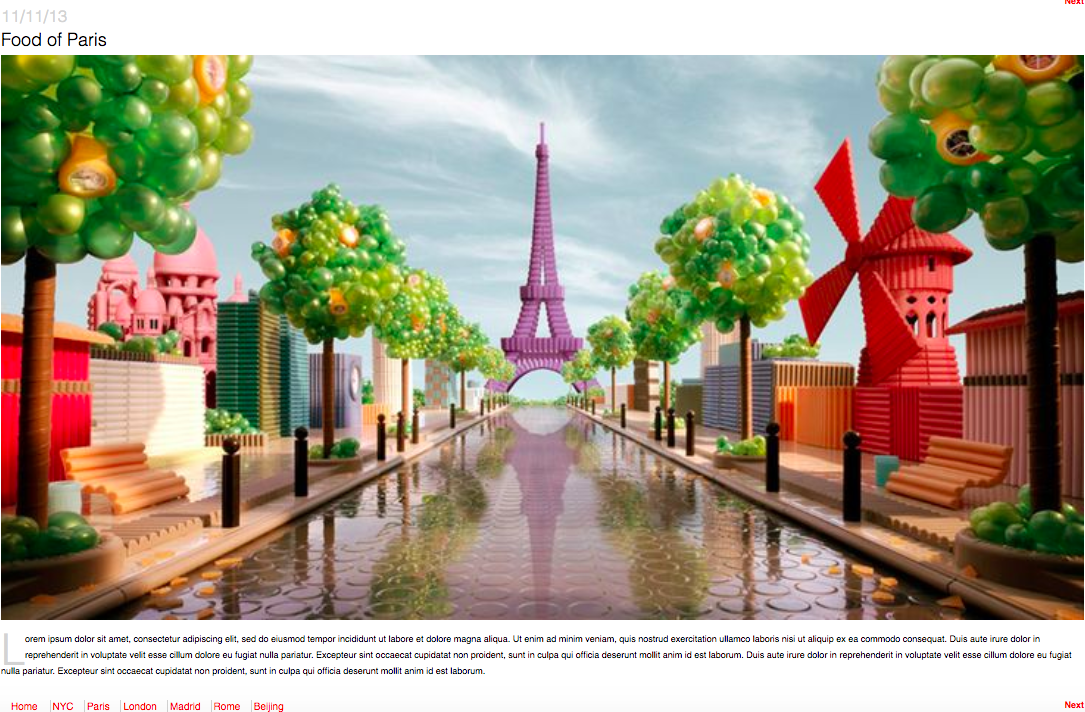 Next
11/11/13
Food of Paris
Lorem ipsum dolor sit amet, consectetur adipiscing elit, sed do eiusmod tempor incididunt ut labore et dolore magna aliqua. Ut enim ad minim veniam, quis nostrud exercitation ullamco laboris nisi ut aliquip ex ea commodo consequat. Duis aute irure dolor in
reprehenderit in voluptate velit esse cillum dolore eu fugiat nulla pariatur. Excepteur sint occaecat cupidatat non proident, sunt in culpa qui officia deserunt mollit anim id est laborum. Duis aute irure dolor in reprehenderit in voluptate velit esse cillum dolore eu fugiat
nulla pariatur. Excepteur sint occaecat cupidatat non proident, sunt in culpa qui officia deserunt mollit anim id est laborum.
Home NYC Paris London Madrid Rome Beijing Next